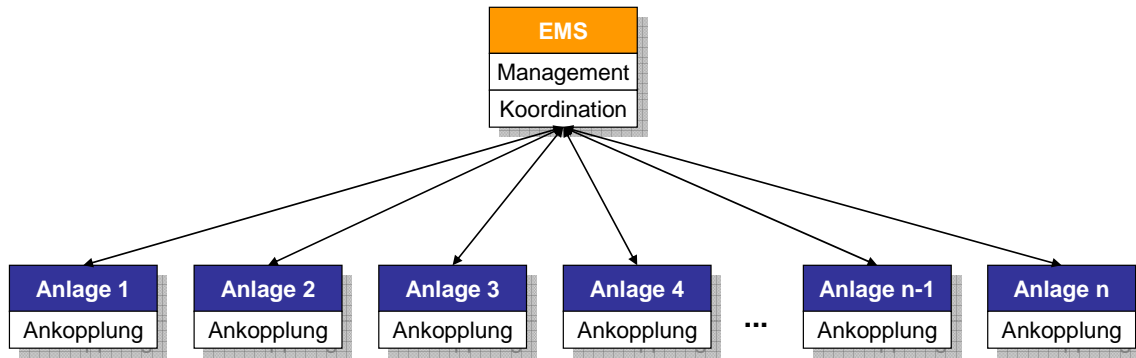 EMS
Management
Koordination
Anlage 1
Ankopplung
Anlage 2
Ankopplung
Anlage 3
Ankopplung
Anlage 4
Ankopplung
...
Anlage n-1
Ankopplung
Anlage n
Ankopplung